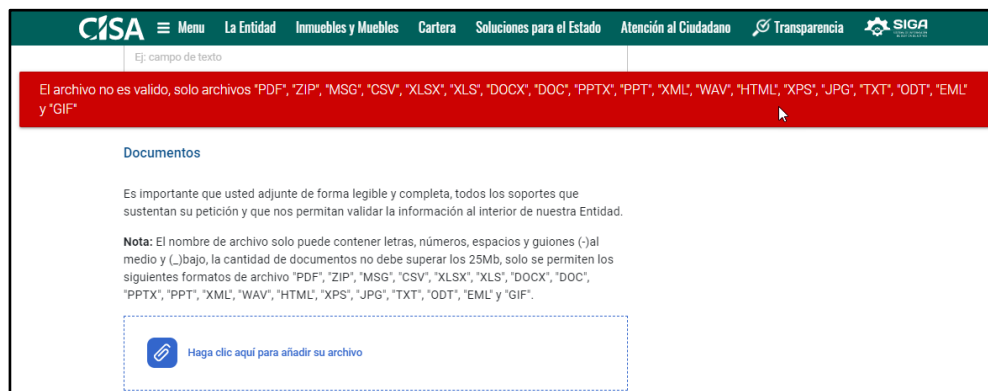 CISA Menu La Entidad Inmuebles y Muebles Cartera Soluciones para el Estado Atención al Ciudadano Transparencia SIGA
Ej: campo de texto
El archivo no es valido, solo archivos "PDF", "ZIP", "MSG", "CSV", "XLSX", "XLS", "DOCX", "DOC", "PPTX", "PPT", "XML", "WAV", "HTML", "XPS", "JPG", "TXT", "ODT", "EML"
y "GIF"
Documentos
Es importante que usted adjunte de forma legible y completa, todos los soportes que
sustentan su petición y que nos permitan validar la información al interior de nuestra Entidad.
Nota: El nombre de archivo solo puede contener letras, números, espacios y guiones (-)al
medio y (_)bajo, la cantidad de documentos no debe superar los 25Mb, solo se permiten los
siguientes formatos de archivo "PDF", "ZIP", "MSG", "CSV", "XLSX", "XLS", "DOCX", "DOC",
"PPTX", "PPT", "XML", "WAV", "HTML", "XPS", "JPG", "TXT", "ODT", "EML" y "GIF".
Haga clic aquí para añadir su archivo